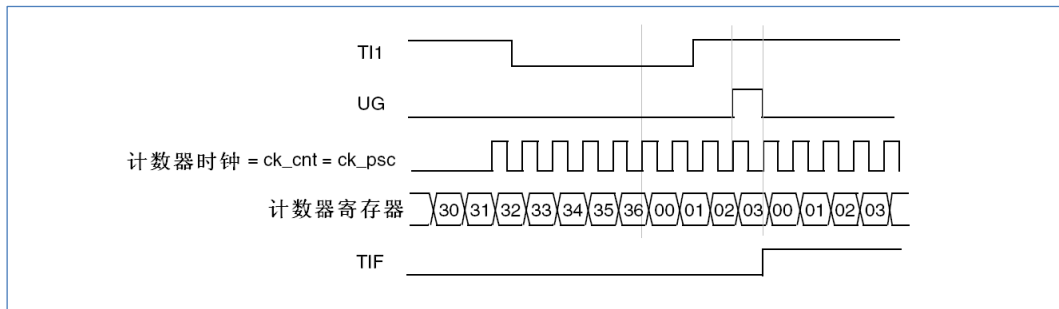 TI1
UG
计数器时钟 = ck_cnt = ck_psc
计数器寄存器 30 31 32 33 34 35 36 00 01 02 03 00 01 02 03
TIF